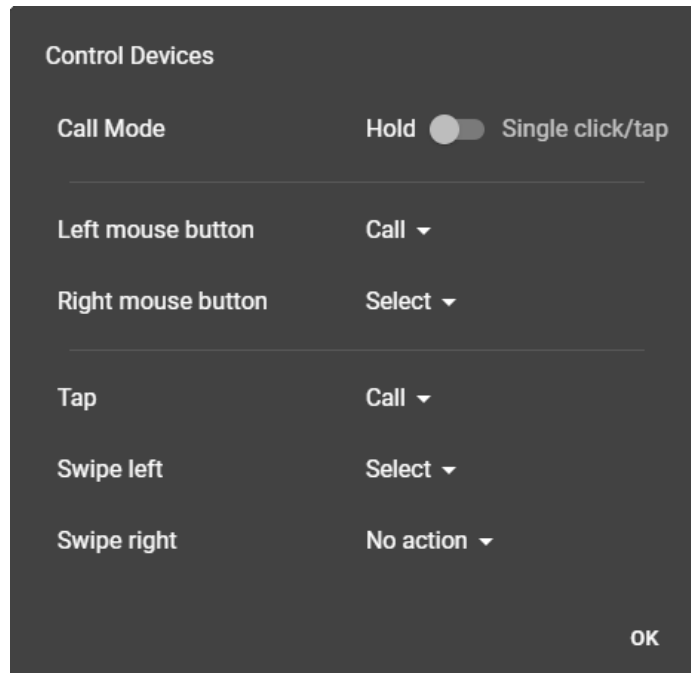 Control Devices
Call Mode Hold Single click/tap
Left mouse button Call
Right mouse button Select
Tap Call
Swipe left Select
Swipe right No action
OK